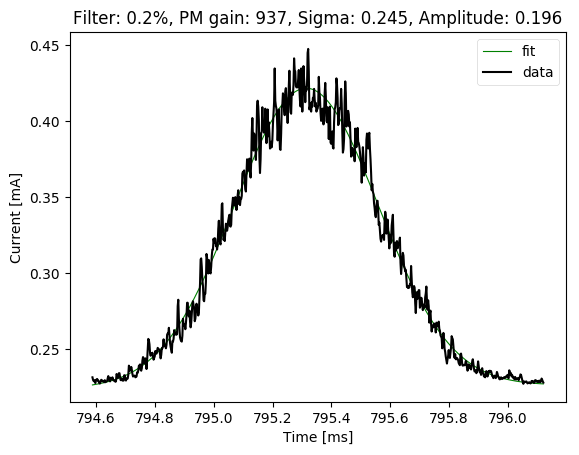 Filter: 0.2%, PM gain: 937, Sigma: 0.245, Amplitude: 0.196
fit
data
0.45
0.40
0.35
0.30
0.25
Current [mA]
794.6 794.8 795.0 795.2 795.4 795.6 795.8 796.0
Time [ms]